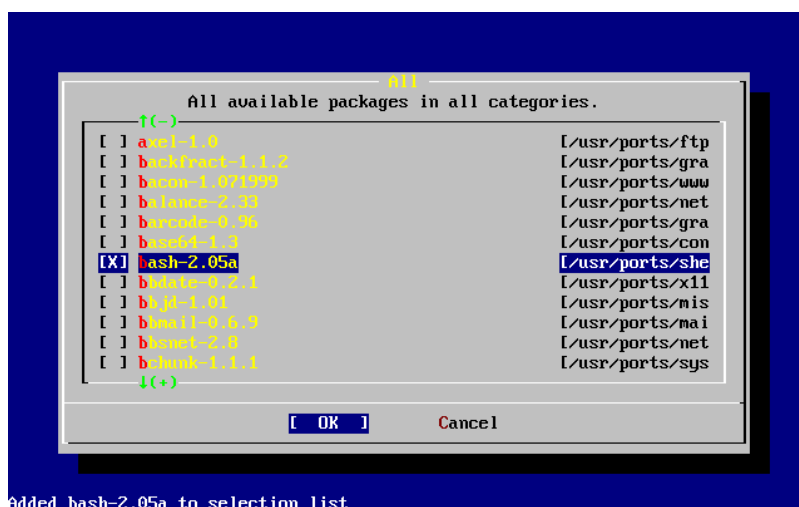 All
All available packages in all categories.
↑(-)
[ ] axel-1.0 [/usr/ports/ftp
[ ] backfract-1.1.2 [/usr/ports/gra
[ ] bacon-1.071999 [/usr/ports/www
[ ] balance-2.33 [/usr/ports/net
[ ] barcode-0.96 [/usr/ports/gra
[ ] base64-1.3 [/usr/ports/con
[X] bash-2.05a [/usr/ports/she
[ ] bbdate-0.2.1 [/usr/ports/x11
[ ] bbjd-1.01 [/usr/ports/mis
[ ] bbmail-0.6.9 [/usr/ports/mai
[ ] bbsnet-2.8 [/usr/ports/net
[ ] bchunk-1.1.1 [/usr/ports/sys
↓(+)
[ OK ] Cancel
Added bash-2.05a to selection list